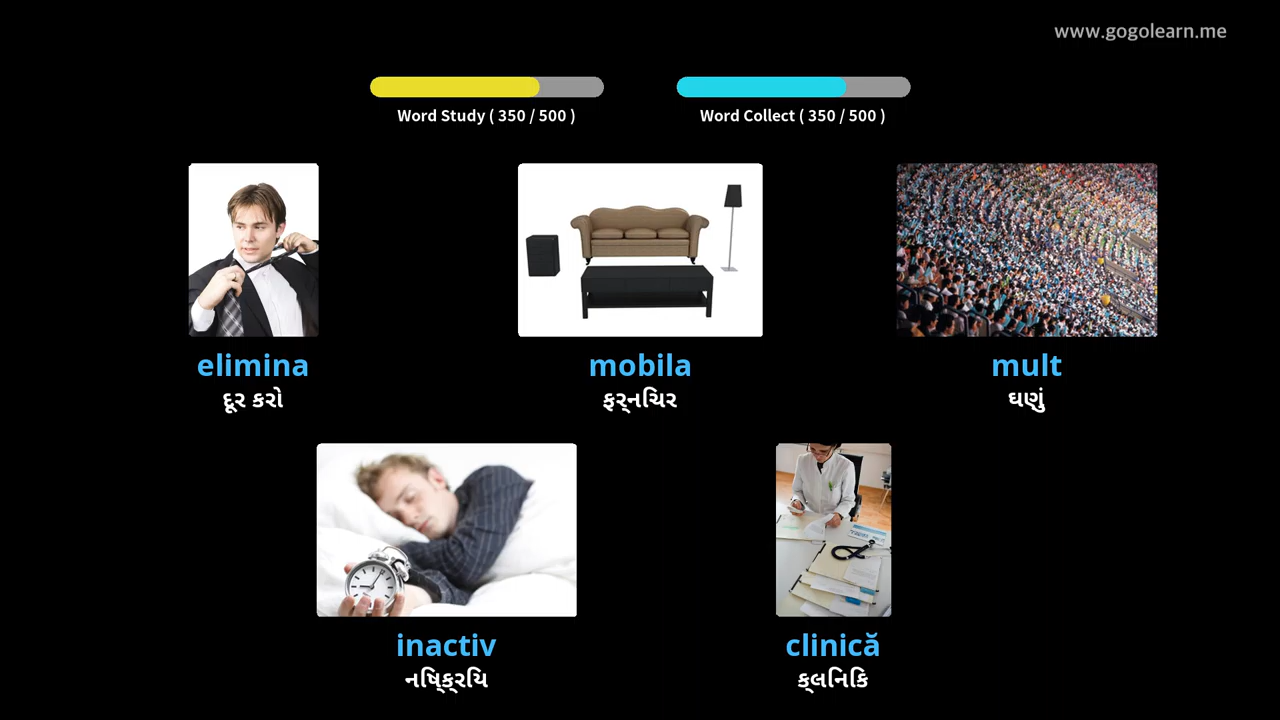 www.gogolearn.me
Word Study ( 350 / 500 )
Word Collect ( 350 / 500 )
elimina
દૂર કરો
mobila
ફર્નિચર
mult
ઘણું
inactiv
નિષ્ક્રિય
clinică
ક્લિનિક